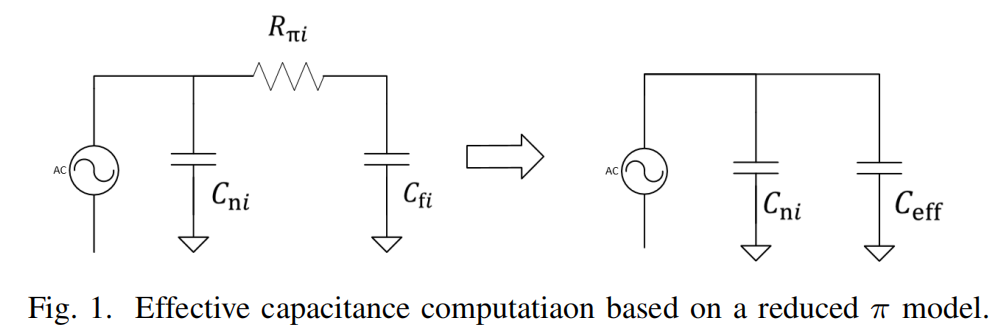 R_πi
AC
C_ni
C_fi
AC
C_ni
C_eff
Fig. 1. Effective capacitance computatiaon based on a reduced π model.